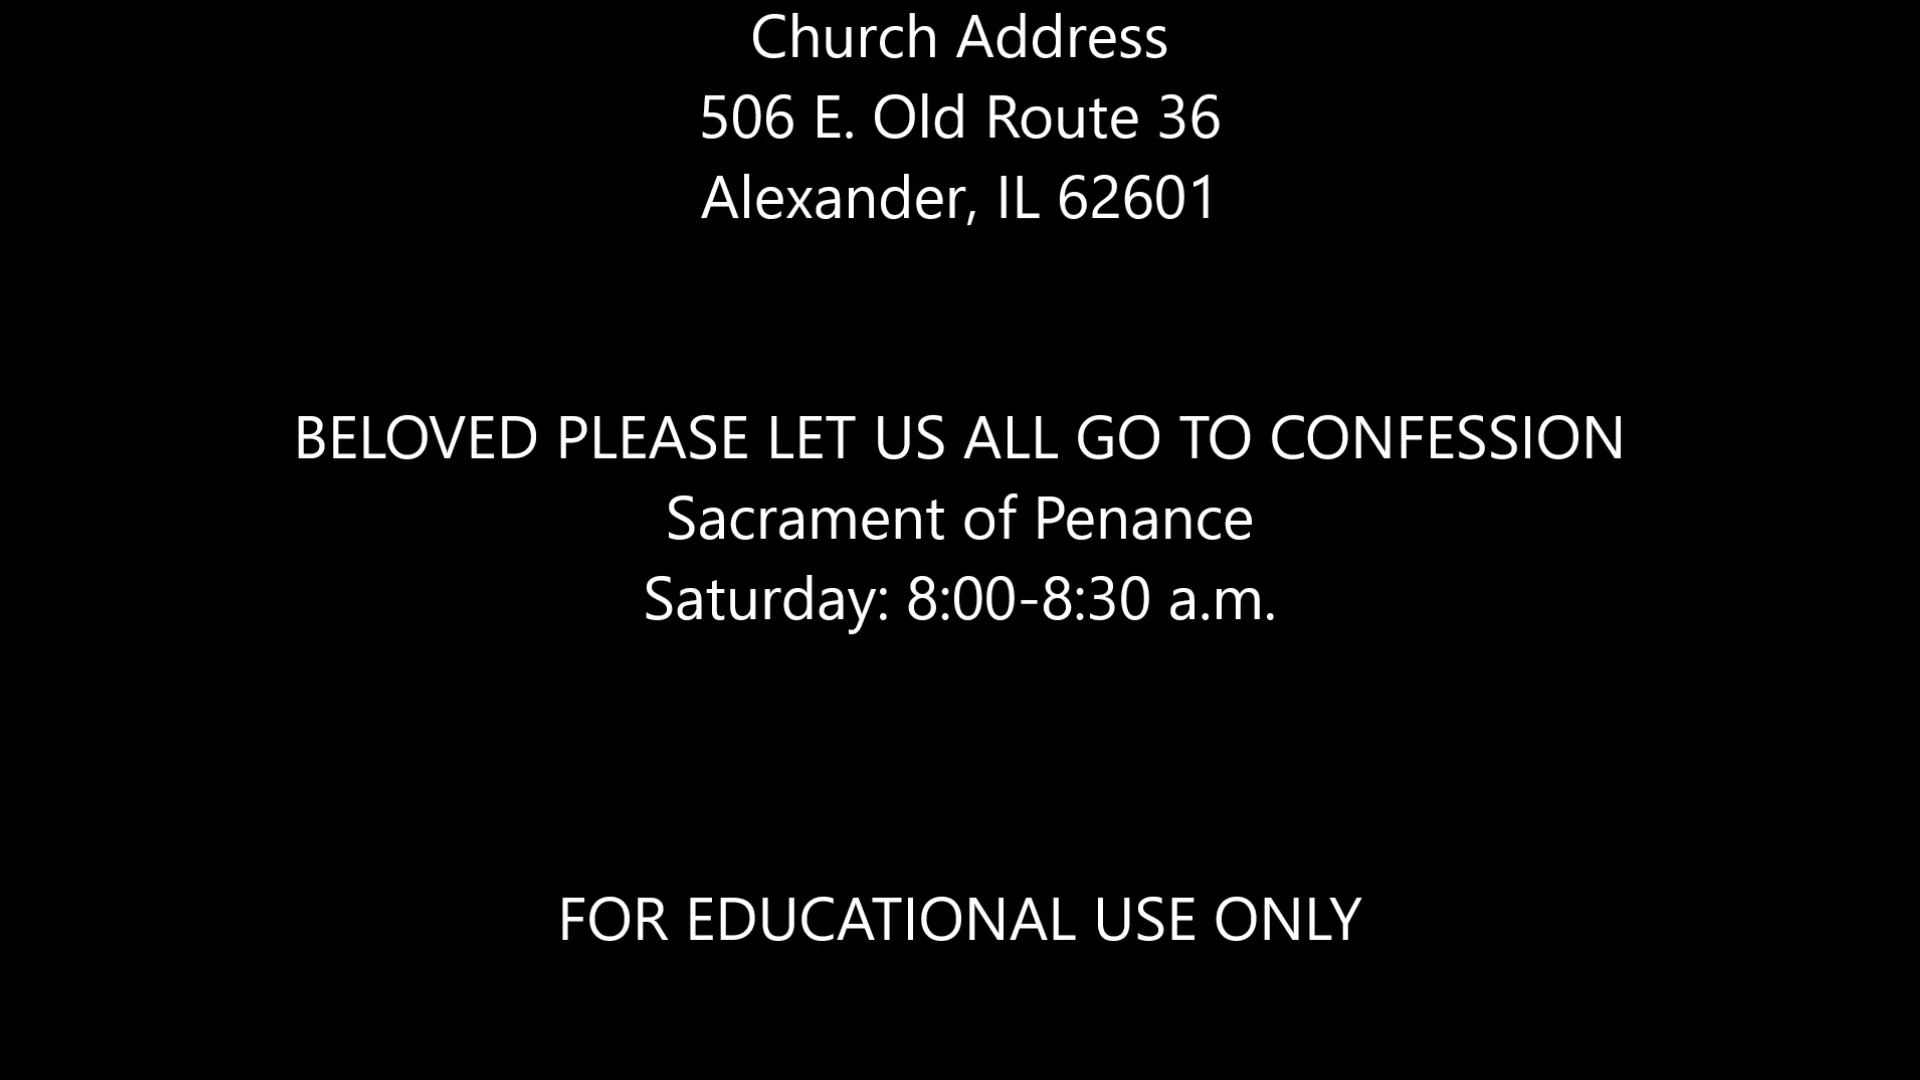 Church Address
506 E. Old Route 36
Alexander, IL 62601
BELOVED PLEASE LET US ALL GO TO CONFESSION
Sacrament of Penance
Saturday: 8:00-8:30 a.m.
FOR EDUCATIONAL USE ONLY